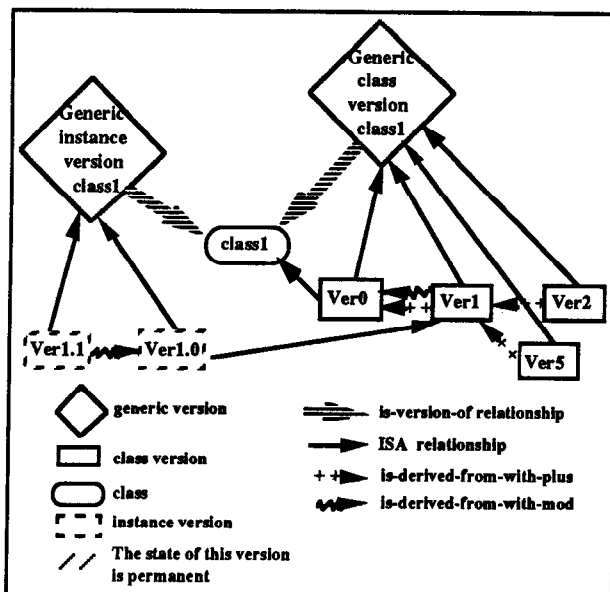 Generic
instance
version
class1
Generic
class
version
class1
class1
Ver0
Ver1
Ver2
Ver1.1
Ver1.0
Ver5
generic version
class version
class
instance version
The state of this version
is permanent
is-version-of relationship
ISA relationship
+ + is-derived-from-with-plus
is-derived-from-with-mod